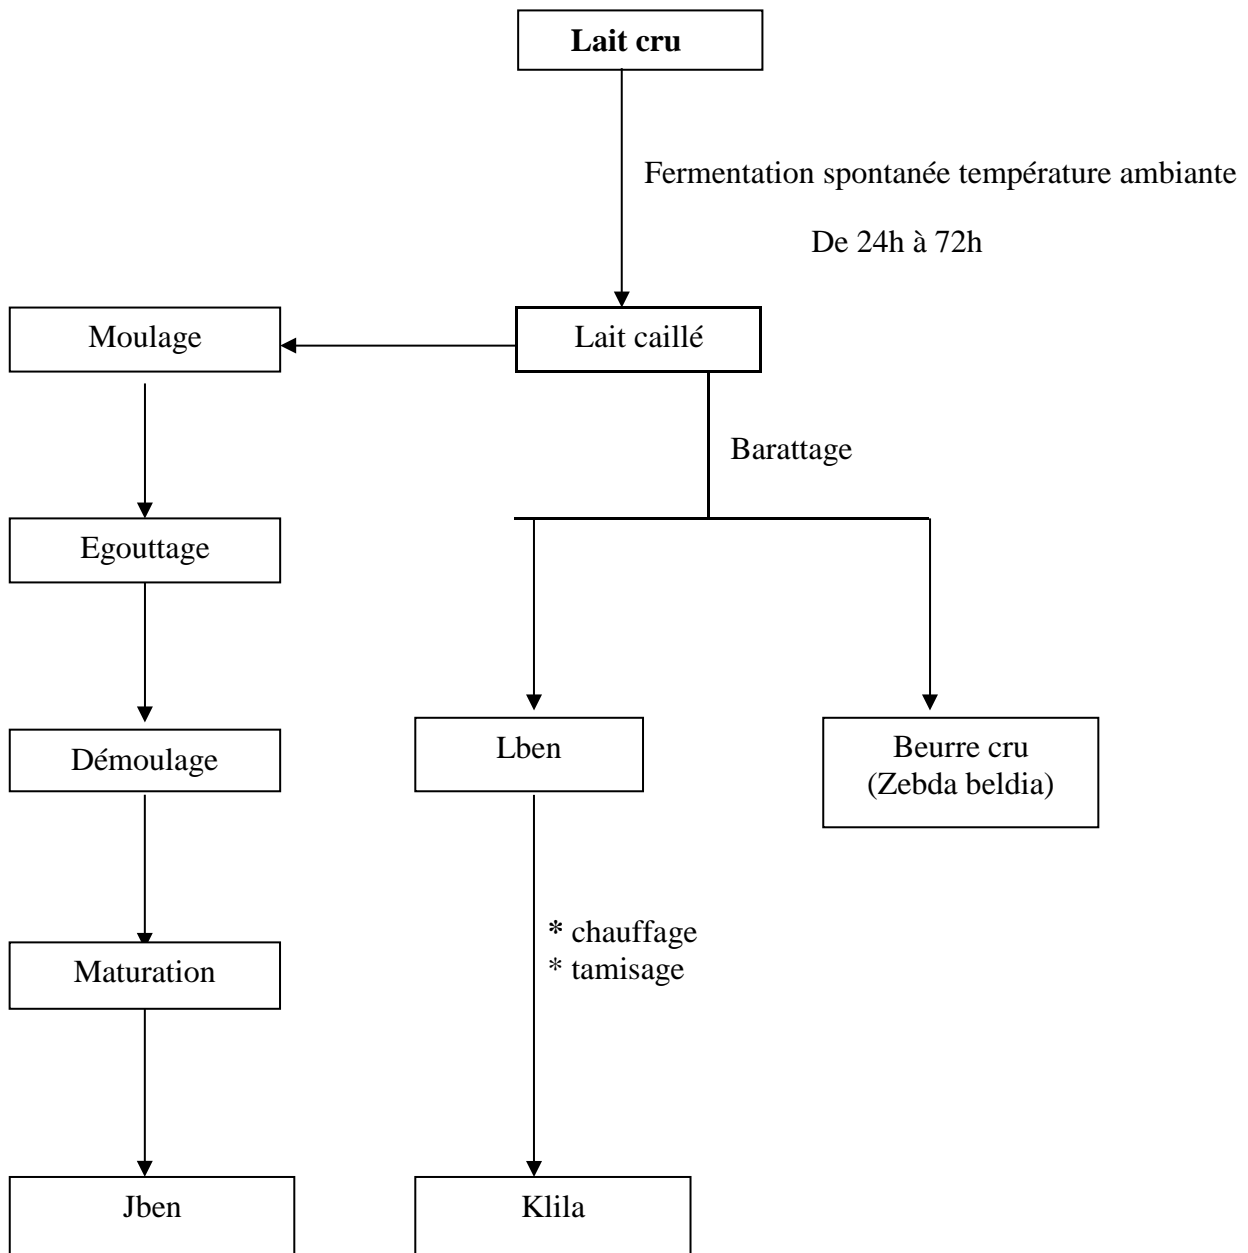 Lait cru
Fermentation spontanée température ambiante
De 24h à 72h
Moulage
Lait caillé
Barattage
Egouttage
Démoulage
Lben
Beurre cru
(Zebda beldia)
* chauffage
* tamisage
Maturation
Jben
Klila